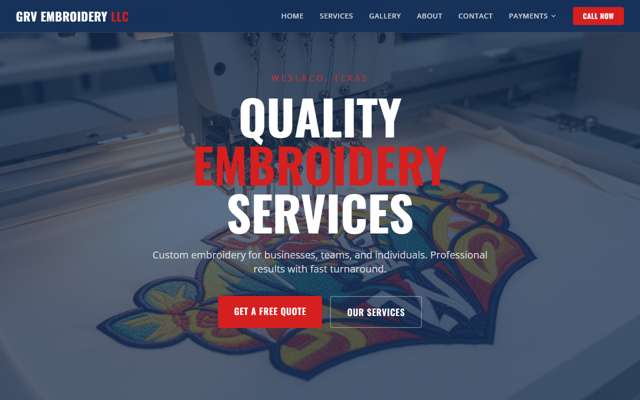 GRV EMBROIDERY LLC
HOME SERVICES GALLERY ABOUT CONTACT PAYMENTS CALL NOW
WESLACO, TEXAS
QUALITY
EMBROIDERY
SERVICES
Custom embroidery for businesses, teams, and individuals. Professional
results with fast turnaround.
GET A FREE QUOTE OUR SERVICES